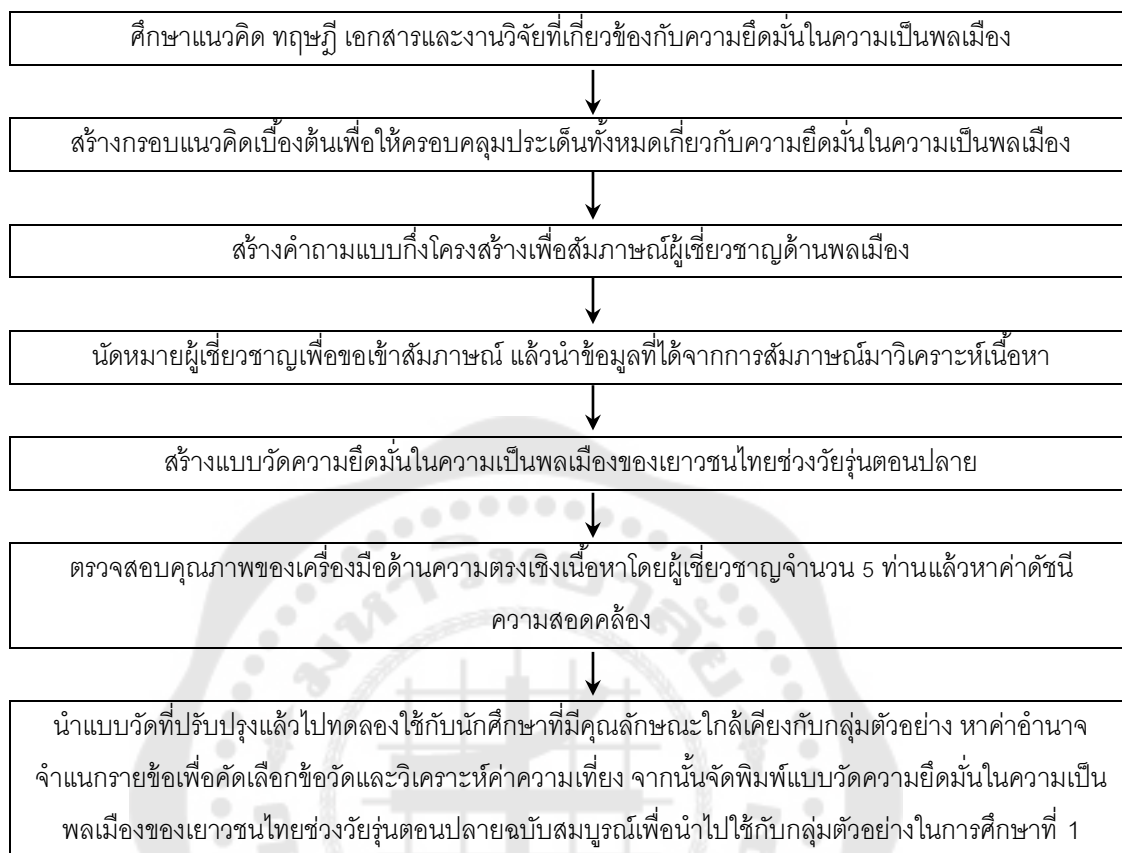 ศึกษาแนวคิด ทฤษฎี เอกสารและงานวิจัยที่เกี่ยวข้องกับความยึดมั่นในความเป็นพลเมือง
สร้างกรอบแนวคิดเบื้องต้นเพื่อให้ครอบคลุมประเด็นทั้งหมดเกี่ยวกับความยึดมั่นในความเป็นพลเมือง
สร้างคำถามแบบกึ่งโครงสร้างเพื่อสัมภาษณ์ผู้เชี่ยวชาญด้านพลเมือง
นัดหมายผู้เชี่ยวชาญเพื่อขอเข้าสัมภาษณ์ แล้วนำข้อมูลที่ได้จากการสัมภาษณ์มาวิเคราะห์เนื้อหา
สร้างแบบวัดความยึดมั่นในความเป็นพลเมืองของเยาวชนไทยช่วงวัยรุ่นตอนปลาย
ตรวจสอบคุณภาพของเครื่องมือด้านความตรงเชิงเนื้อหาโดยผู้เชี่ยวชาญจำนวน 5 ท่านแล้วหาค่าดัชนี
ความสอดคล้อง
นำแบบวัดที่ปรับปรุงแล้วไปทดลองใช้กับนักศึกษาที่มีคุณลักษณะใกล้เคียงกับกลุ่มตัวอย่าง หาค่าอำนาจ
จำแนกรายข้อเพื่อคัดเลือกข้อวัดและวิเคราะห์ค่าความเที่ยง จากนั้นจัดพิมพ์แบบวัดความยึดมั่นในความเป็น
พลเมืองของเยาวชนไทยช่วงวัยรุ่นตอนปลายฉบับสมบูรณ์เพื่อนำไปใช้กับกลุ่มตัวอย่างในการศึกษาที่ 1
มหาวิทยาลัย